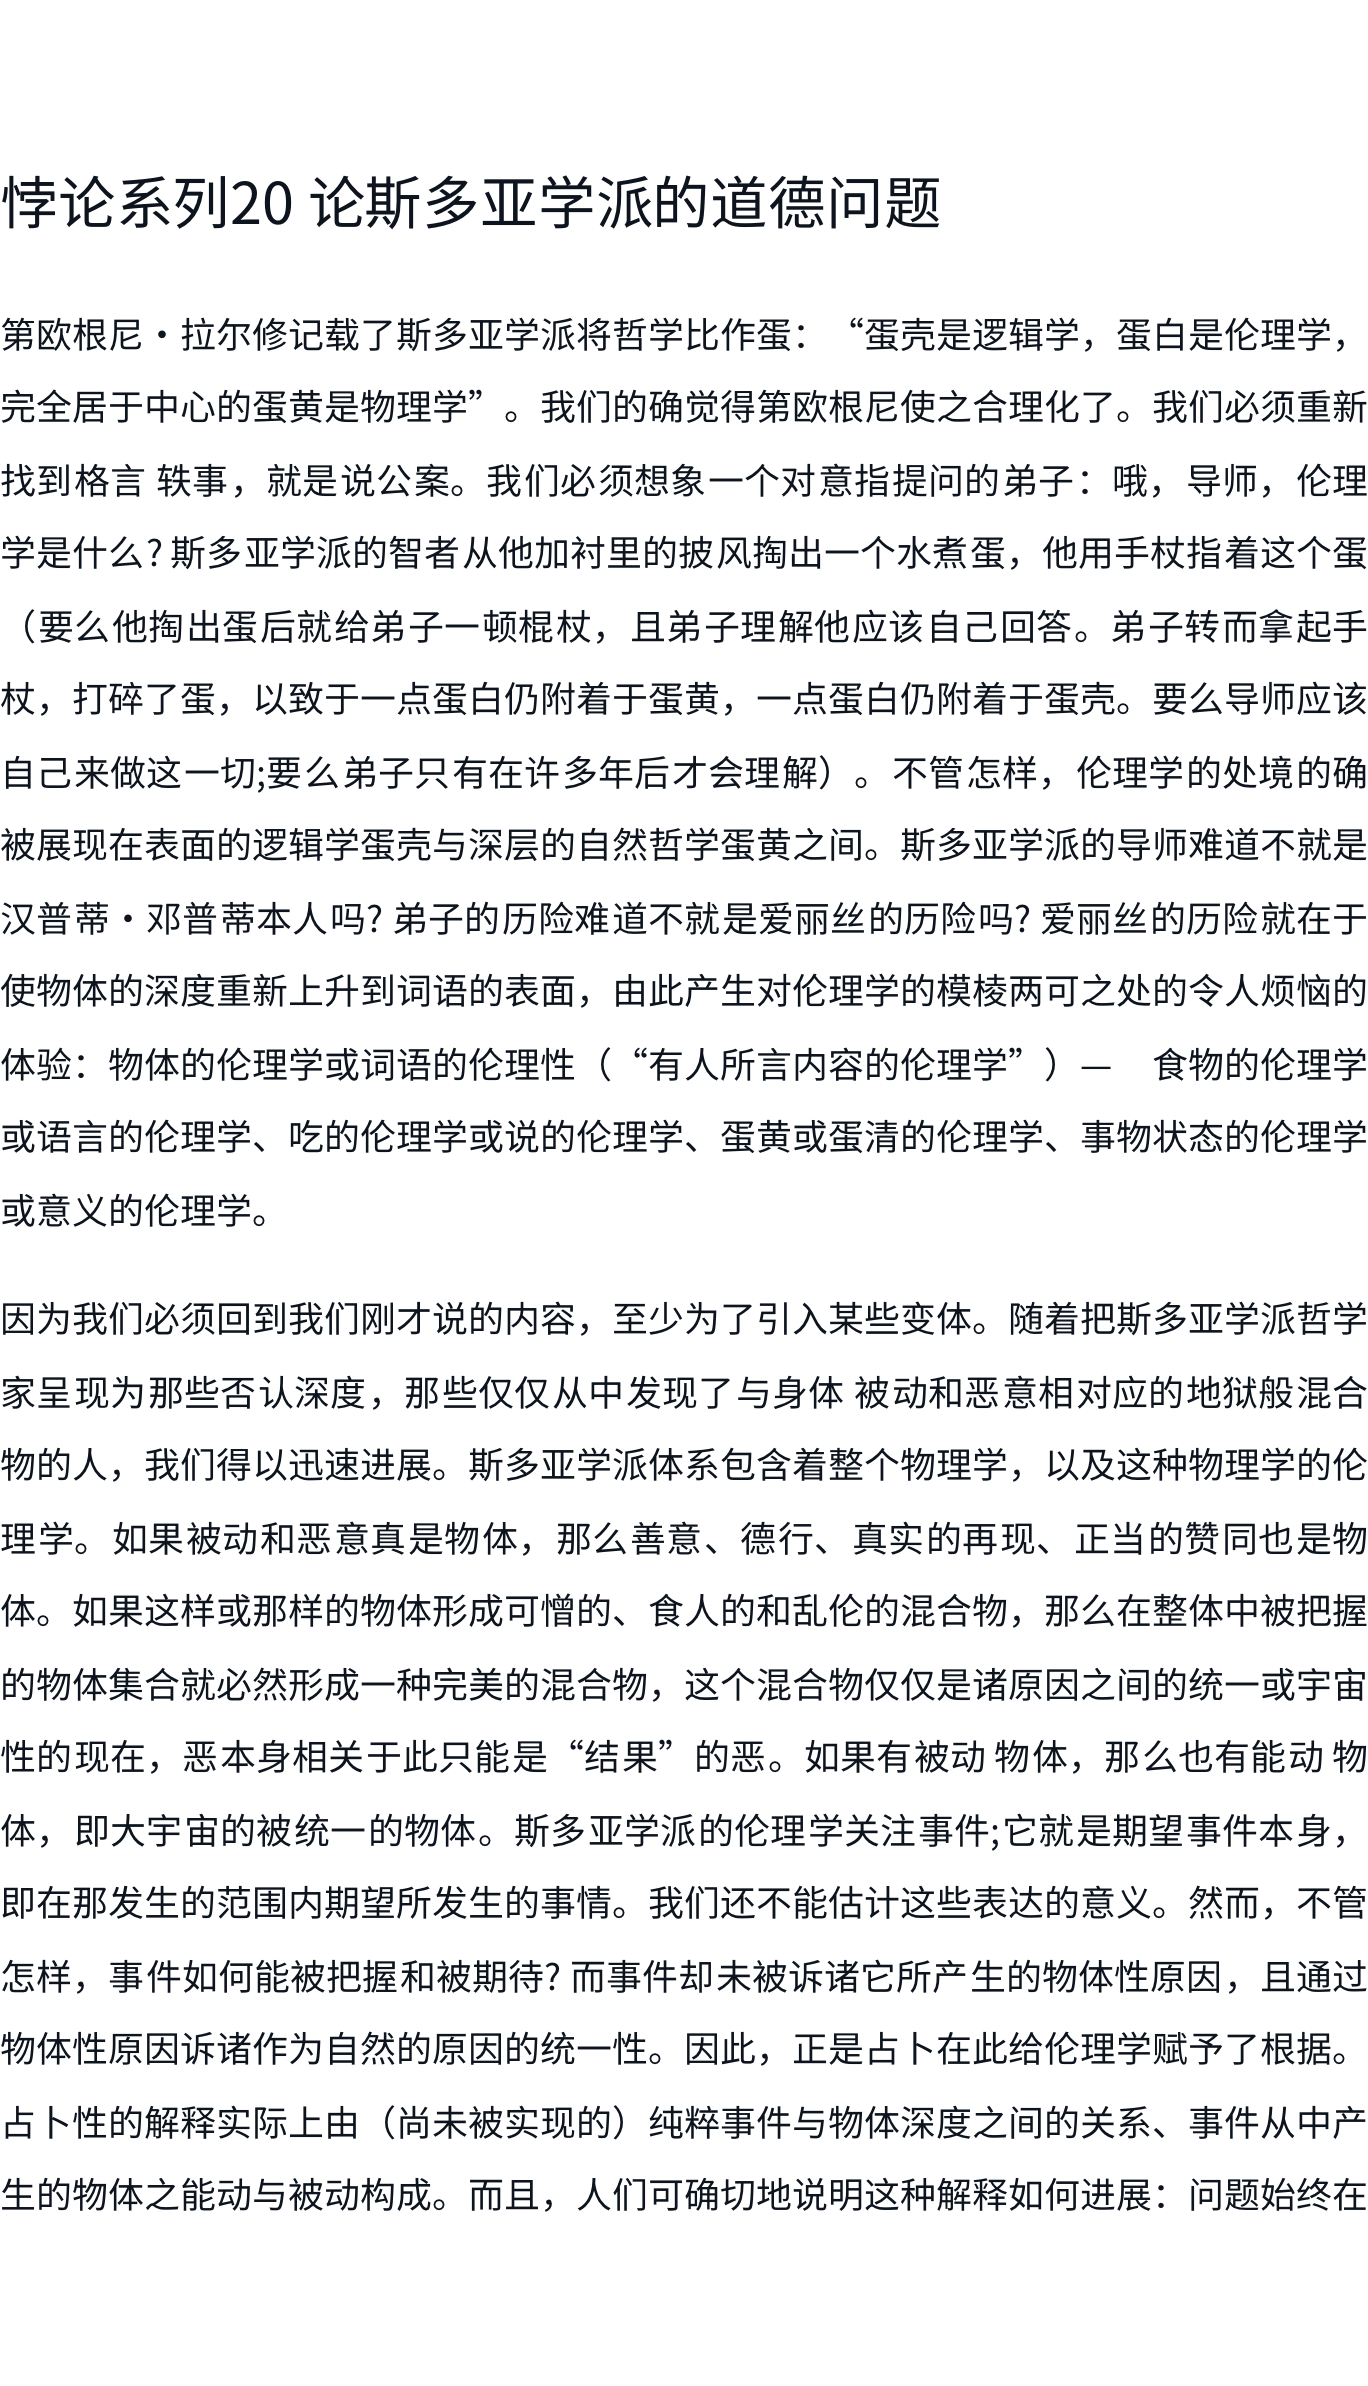 悖论系列20 论斯多亚学派的道德问题
第欧根尼·拉尔修记载了斯多亚学派将哲学比作蛋：“蛋壳是逻辑学，蛋白是伦理学，
完全居于中心的蛋黄是物理学”。我们的确觉得第欧根尼使之合理化了。我们必须重新
找到格言 轶事，就是说公案。我们必须想象一个对意指提问的弟子：哦，导师，伦理
学是什么? 斯多亚学派的智者从他加衬里的披风掏出一个水煮蛋，他用手杖指着这个蛋
（要么他掏出蛋后就给弟子一顿棍杖，且弟子理解他应该自己回答。弟子转而拿起手
杖，打碎了蛋，以致于一点蛋白仍附着于蛋黄，一点蛋白仍附着于蛋壳。要么导师应该
自己来做这一切;要么弟子只有在许多年后才会理解）。不管怎样，伦理学的处境的确
被展现在表面的逻辑学蛋壳与深层的自然哲学蛋黄之间。斯多亚学派的导师难道不就是
汉普蒂·邓普蒂本人吗? 弟子的历险难道不就是爱丽丝的历险吗? 爱丽丝的历险就在于
使物体的深度重新上升到词语的表面，由此产生对伦理学的模棱两可之处的令人烦恼的
体验：物体的伦理学或词语的伦理性（“有人所言内容的伦理学”）— 食物的伦理学
或语言的伦理学、吃的伦理学或说的伦理学、蛋黄或蛋清的伦理学、事物状态的伦理学
或意义的伦理学。
因为我们必须回到我们刚才说的内容，至少为了引入某些变体。随着把斯多亚学派哲学
家呈现为那些否认深度，那些仅仅从中发现了与身体 被动和恶意相对应的地狱般混合
物的人，我们得以迅速进展。斯多亚学派体系包含着整个物理学，以及这种物理学的伦
理学。如果被动和恶意真是物体，那么善意、德行、真实的再现、正当的赞同也是物
体。如果这样或那样的物体形成可憎的、食人的和乱伦的混合物，那么在整体中被把握
的物体集合就必然形成一种完美的混合物，这个混合物仅仅是诸原因之间的统一或宇宙
性的现在，恶本身相关于此只能是“结果”的恶。如果有被动 物体，那么也有能动 物
体，即大宇宙的被统一的物体。斯多亚学派的伦理学关注事件;它就是期望事件本身，
即在那发生的范围内期望所发生的事情。我们还不能估计这些表达的意义。然而，不管
怎样，事件如何能被把握和被期待? 而事件却未被诉诸它所产生的物体性原因，且通过
物体性原因诉诸作为自然的原因的统一性。因此，正是占卜在此给伦理学赋予了根据。
占卜性的解释实际上由（尚未被实现的）纯粹事件与物体深度之间的关系、事件从中产
生的物体之能动与被动构成。而且，人们可确切地说明这种解释如何进展：问题始终在